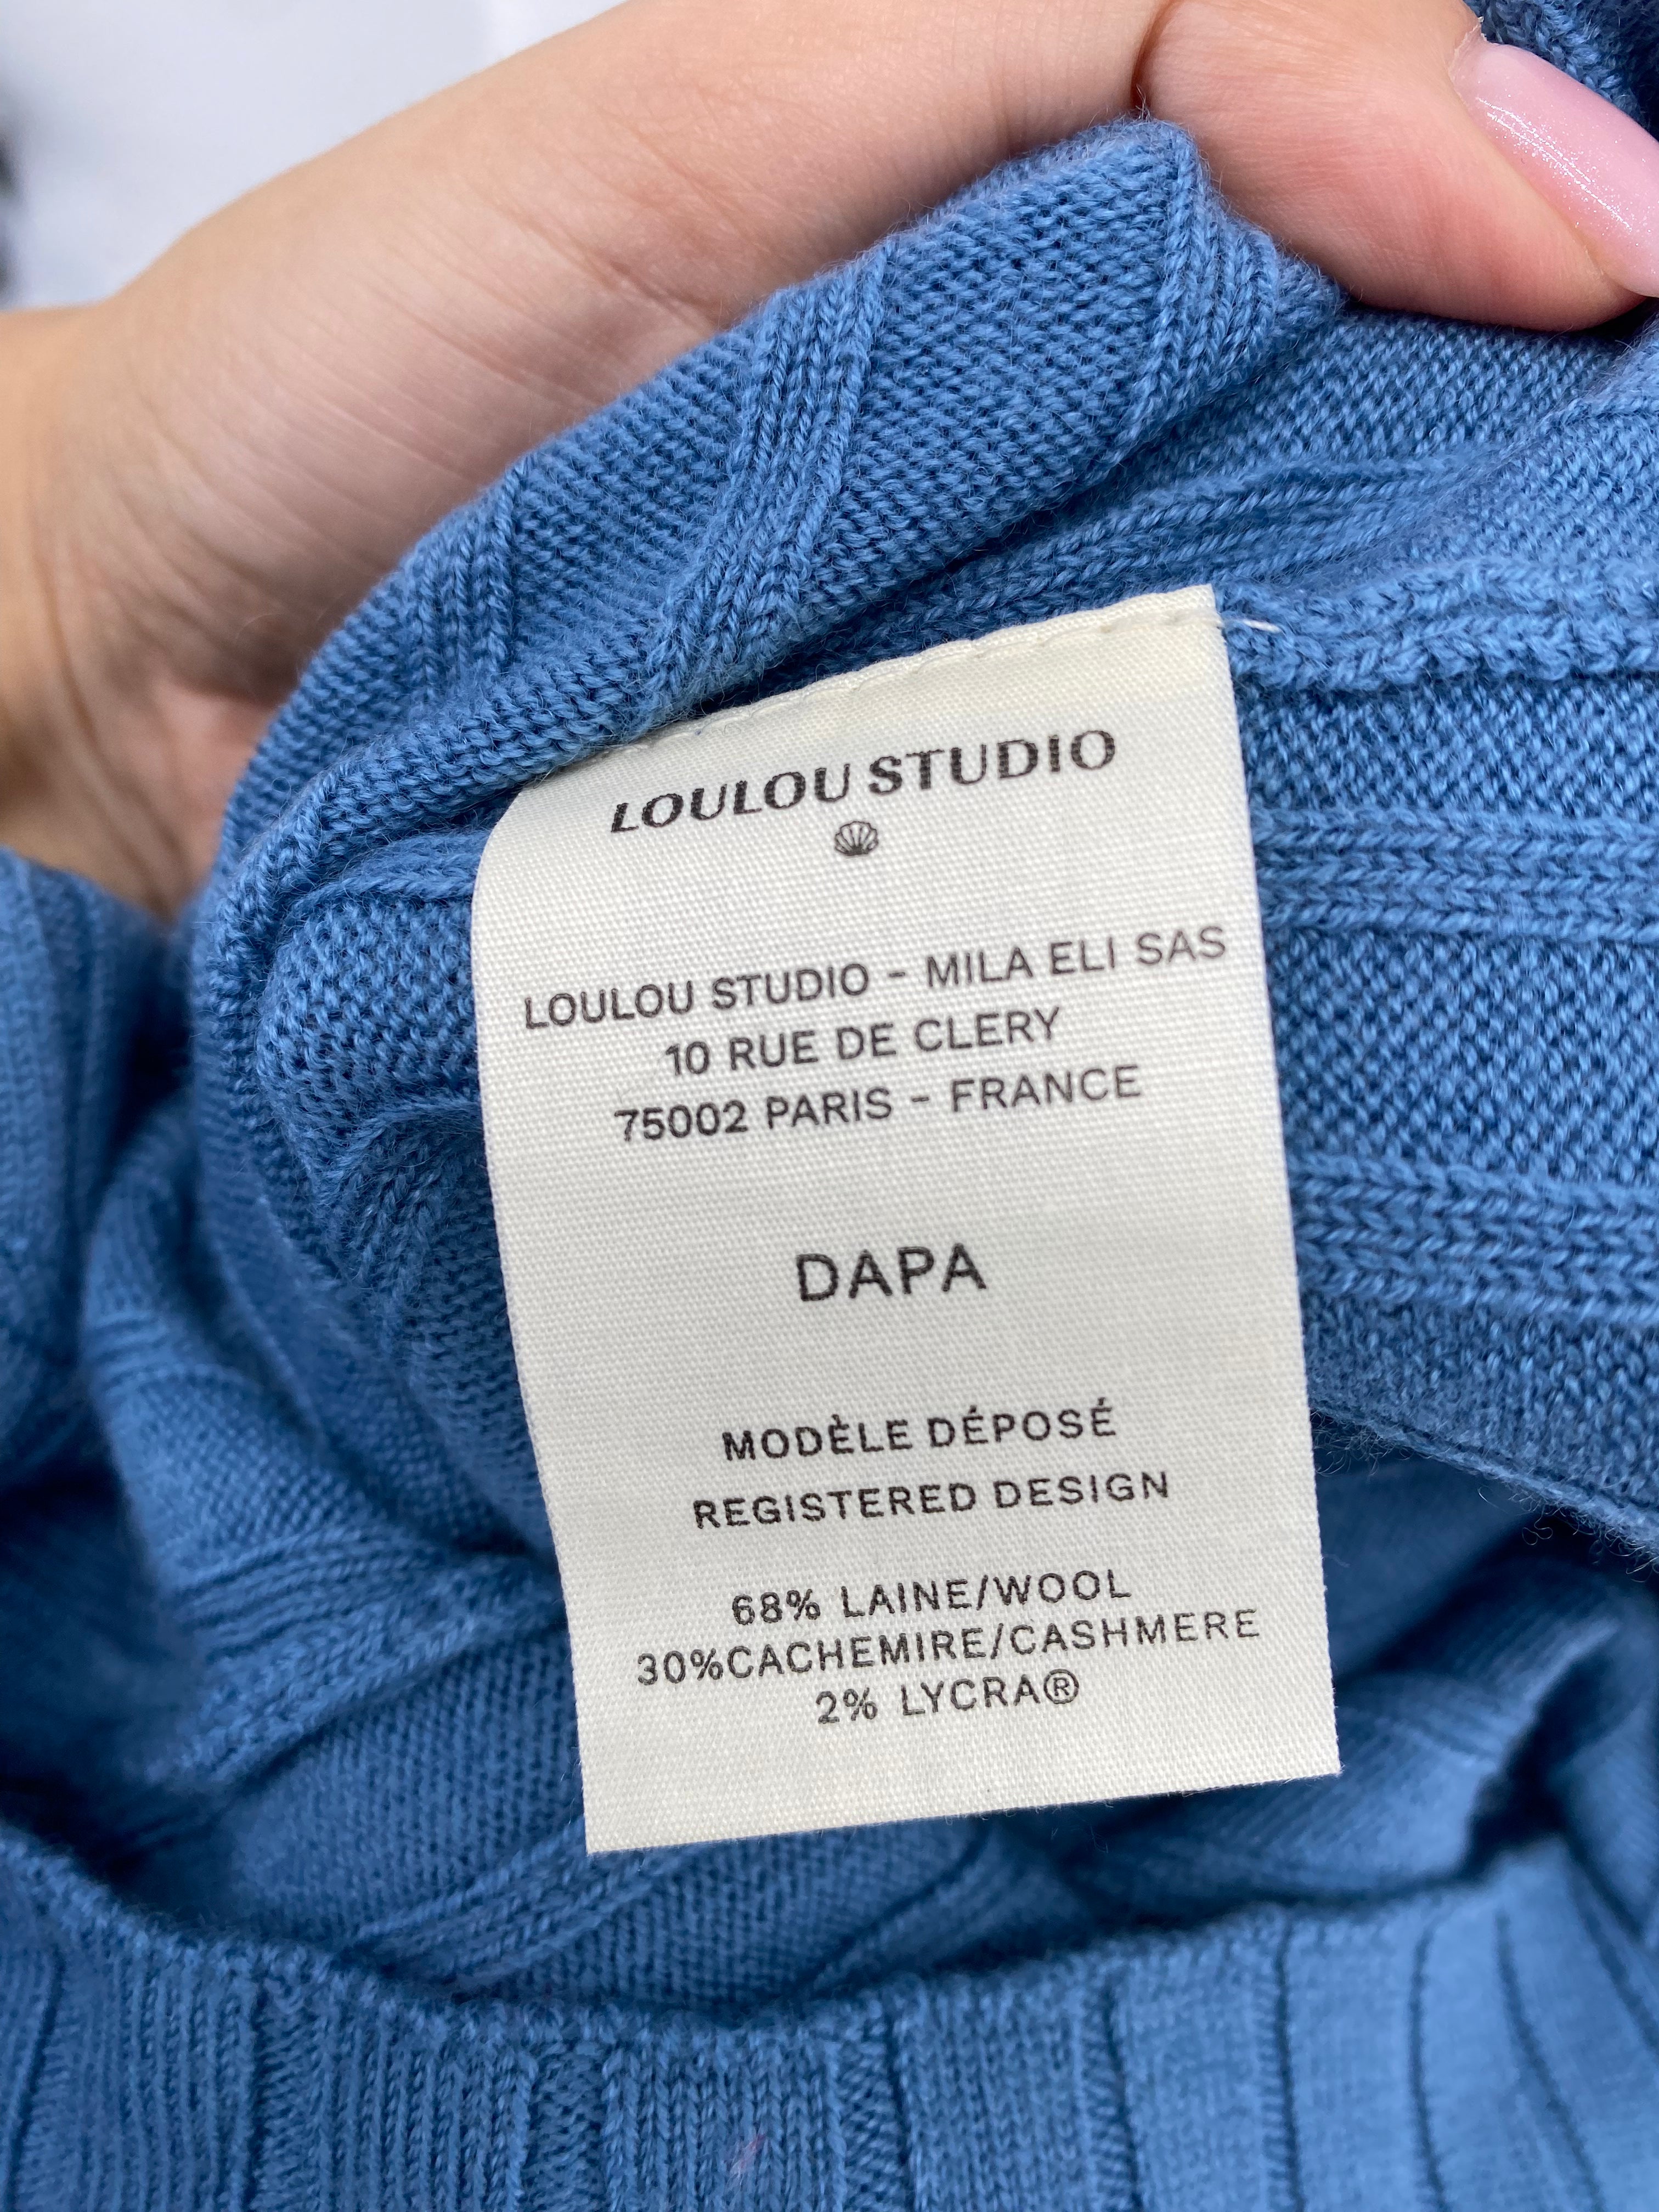 LOULOU STUDIO
LOULOU STUDIO - MILA ELI SAS
10 RUE DE CLERY
75002 PARIS - FRANCE
DAPA
MODÈLE DÉPOSÉ
REGISTERED DESIGN
68% LAINE/WOOL
30%CACHEMIRE/CASHMERE
2% LYCRA®